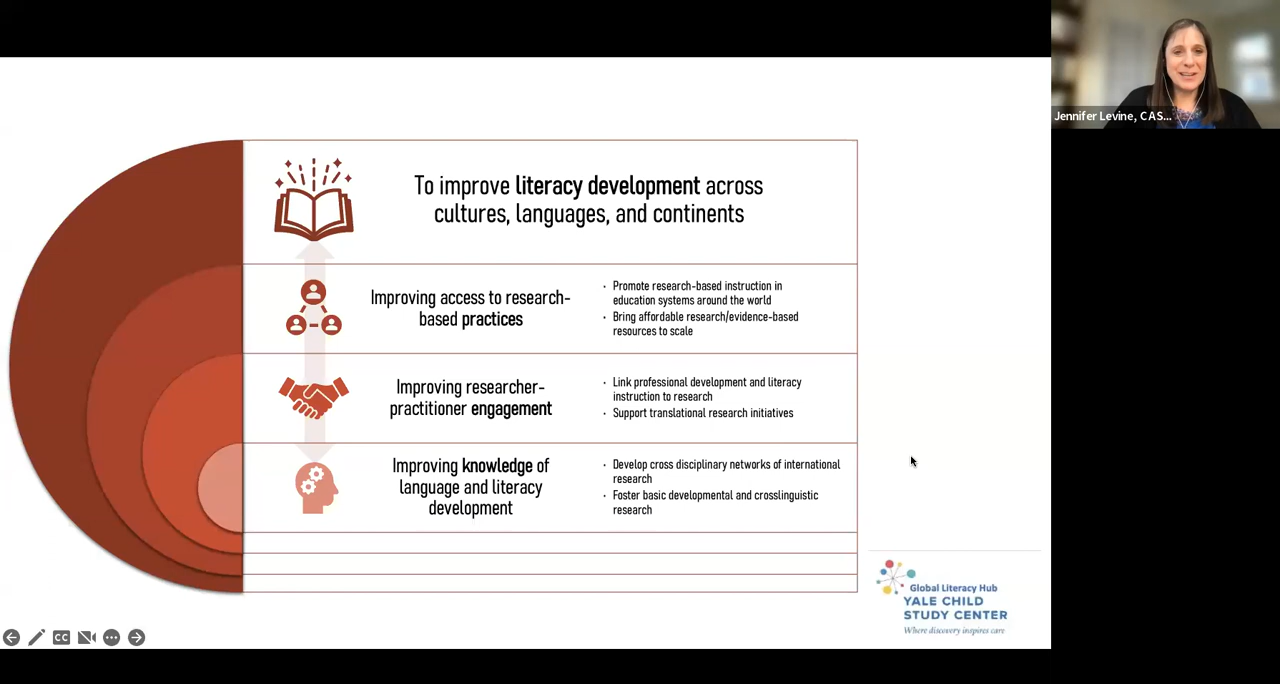 Jennifer Levine, CAS...
To improve literacy development across
cultures, languages, and continents
Improving access to research-
based practices
• Promote research-based instruction in
education systems around the world
• Bring affordable research/evidence-based
resources to scale
Improving researcher-
practitioner engagement
• Link professional development and literacy
instruction to research
• Support translational research initiatives
Improving knowledge of
language and literacy
development
• Develop cross disciplinary networks of international
research
• Foster basic developmental and crosslinguistic
research
Global Literacy Hub
YALE CHILD
STUDY CENTER
Where discovery inspires care
CC